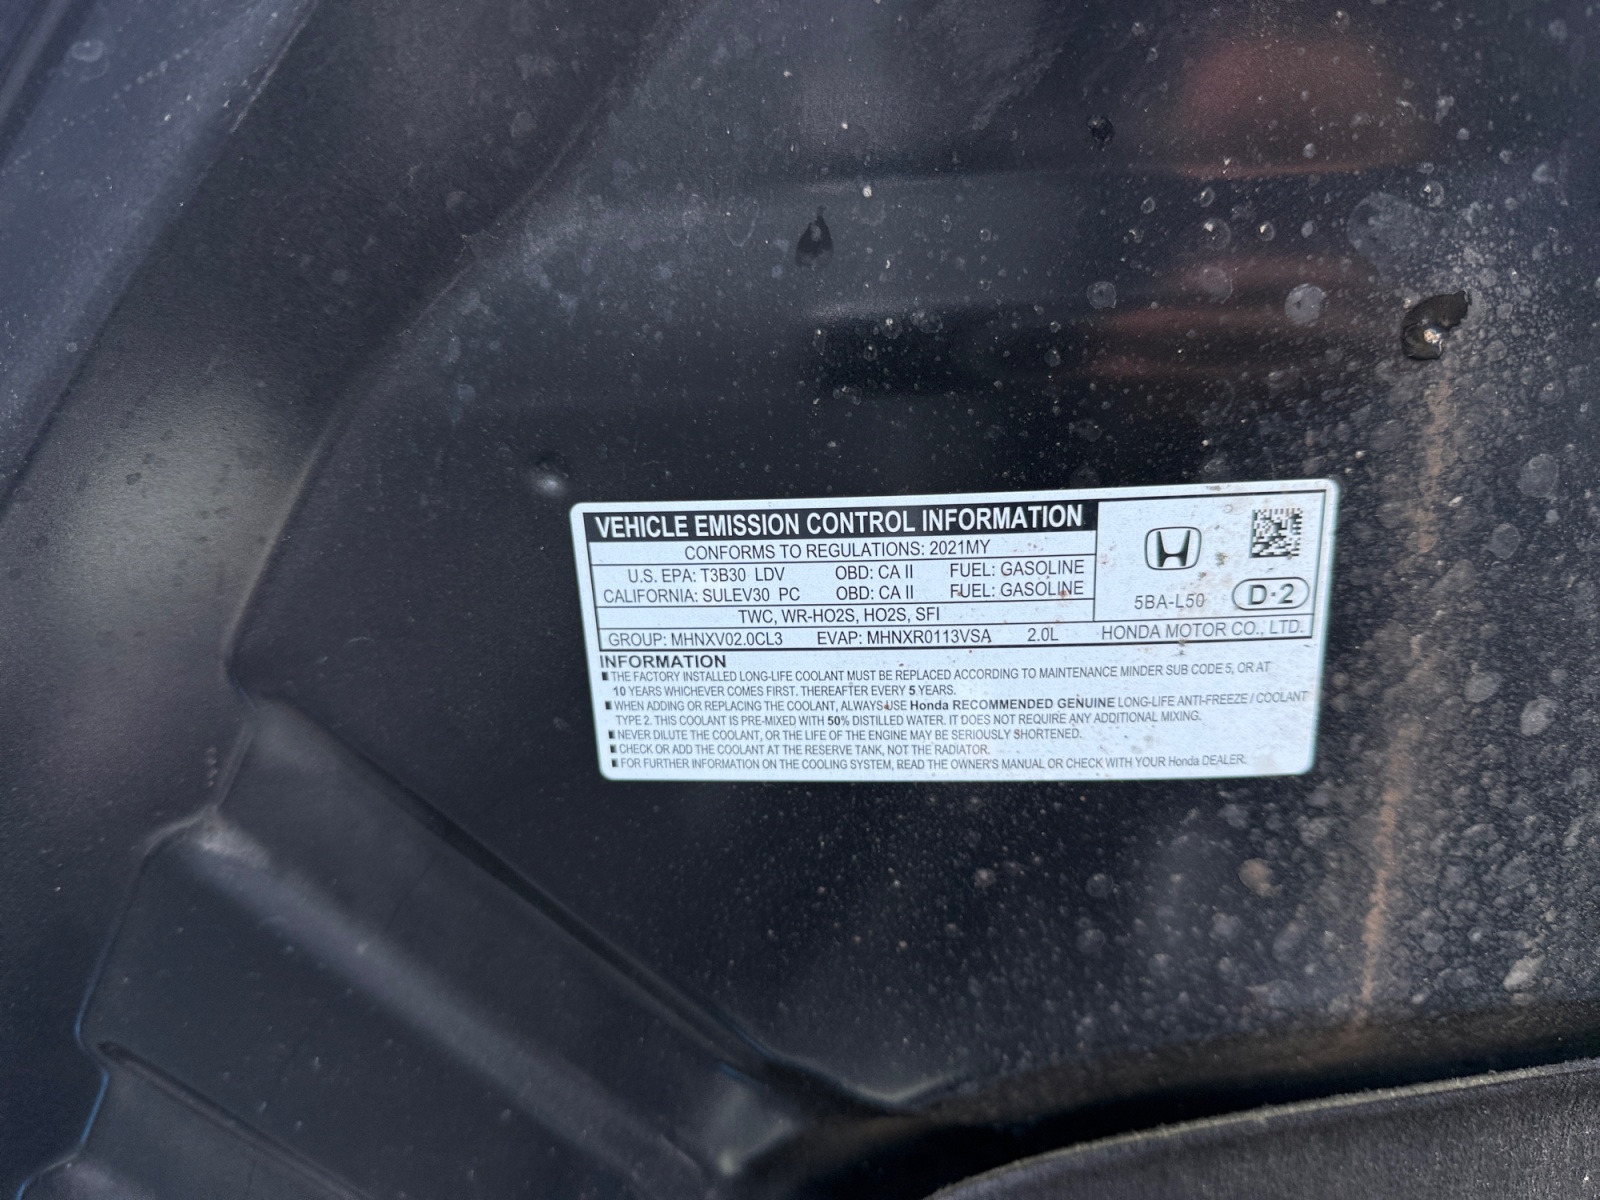 VEHICLE EMISSION CONTROL INFORMATION
CONFORMS TO REGULATIONS: 2021MY
U.S. EPA: T3B30 LDV OBD: CA II FUEL: GASOLINE
CALIFORNIA: SULEV30 PC OBD: CA II FUEL: GASOLINE
TWC, WR-HO2S, HO2S, SFI
5BA-L50 D-2
GROUP: MHNXV02.0CL3 EVAP: MHNXR0113VSA 2.0L HONDA MOTOR CO., LTD.
INFORMATION
THE FACTORY INSTALLED LONG-LIFE COOLANT MUST BE REPLACED ACCORDING TO MAINTENANCE MINDER SUB CODE 5, OR AT
10 YEARS WHICHEVER COMES FIRST. THEREAFTER EVERY 5 YEARS.
WHEN ADDING OR REPLACING THE COOLANT, ALWAYS USE Honda RECOMMENDED GENUINE LONG-LIFE ANTI-FREEZE / COOLANT
TYPE 2. THIS COOLANT IS PRE-MIXED WITH 50% DISTILLED WATER. IT DOES NOT REQUIRE ANY ADDITIONAL MIXING.
NEVER DILUTE THE COOLANT, OR THE LIFE OF THE ENGINE MAY BE SERIOUSLY SHORTENED.
CHECK OR ADD THE COOLANT AT THE RESERVE TANK, NOT THE RADIATOR.
FOR FURTHER INFORMATION ON THE COOLING SYSTEM, READ THE OWNER'S MANUAL OR CHECK WITH YOUR Honda DEALER.